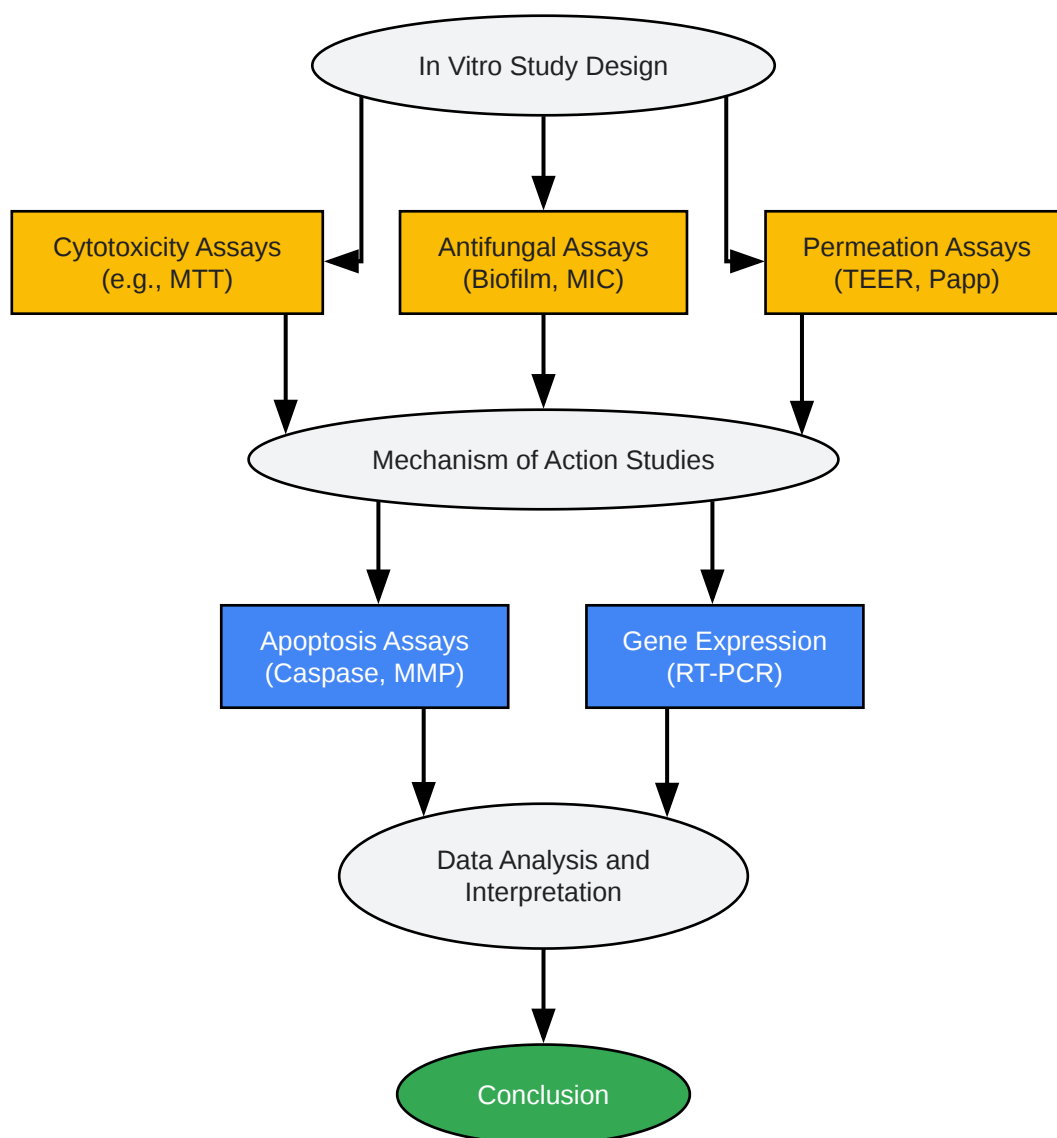 In Vitro Study Design
Cytotoxicity Assays
(e.g., MTT)
Antifungal Assays
(Biofilm, MIC)
Permeation Assays
(TEER, Papp)
Mechanism of Action Studies
Apoptosis Assays
(Caspase, MMP)
Gene Expression
(RT-PCR)
Data Analysis and
Interpretation
Conclusion